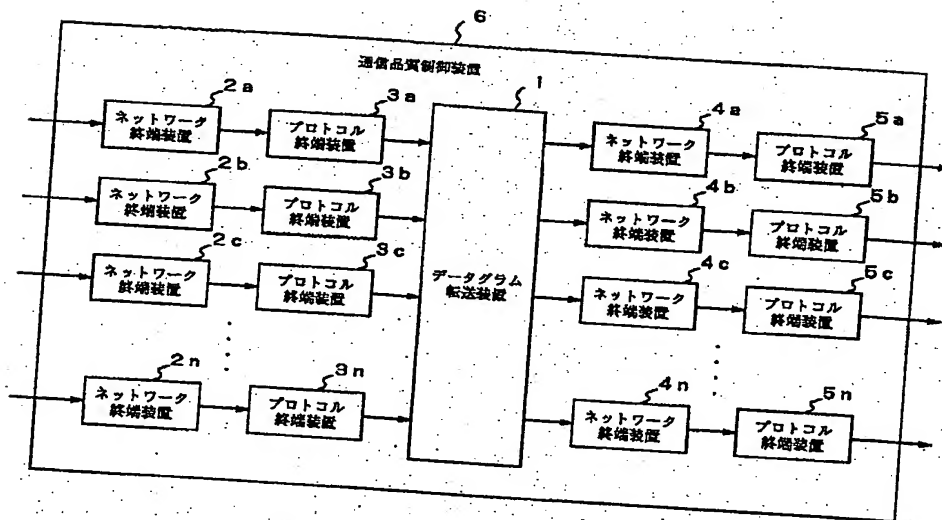 6
通信品質制御装置
2a
ネットワーク
終端装置
3a
プロトコル
終端装置
1
データグラム
転送装置
4a
ネットワーク
終端装置
5a
プロトコル
終端装置
2b
ネットワーク
終端装置
3b
プロトコル
終端装置
4b
ネットワーク
終端装置
5b
プロトコル
終端装置
2c
ネットワーク
終端装置
3c
プロトコル
終端装置
4c
ネットワーク
終端装置
5c
プロトコル
終端装置
2n
ネットワーク
終端装置
3n
プロトコル
終端装置
4n
ネットワーク
終端装置
5n
プロトコル
終端装置